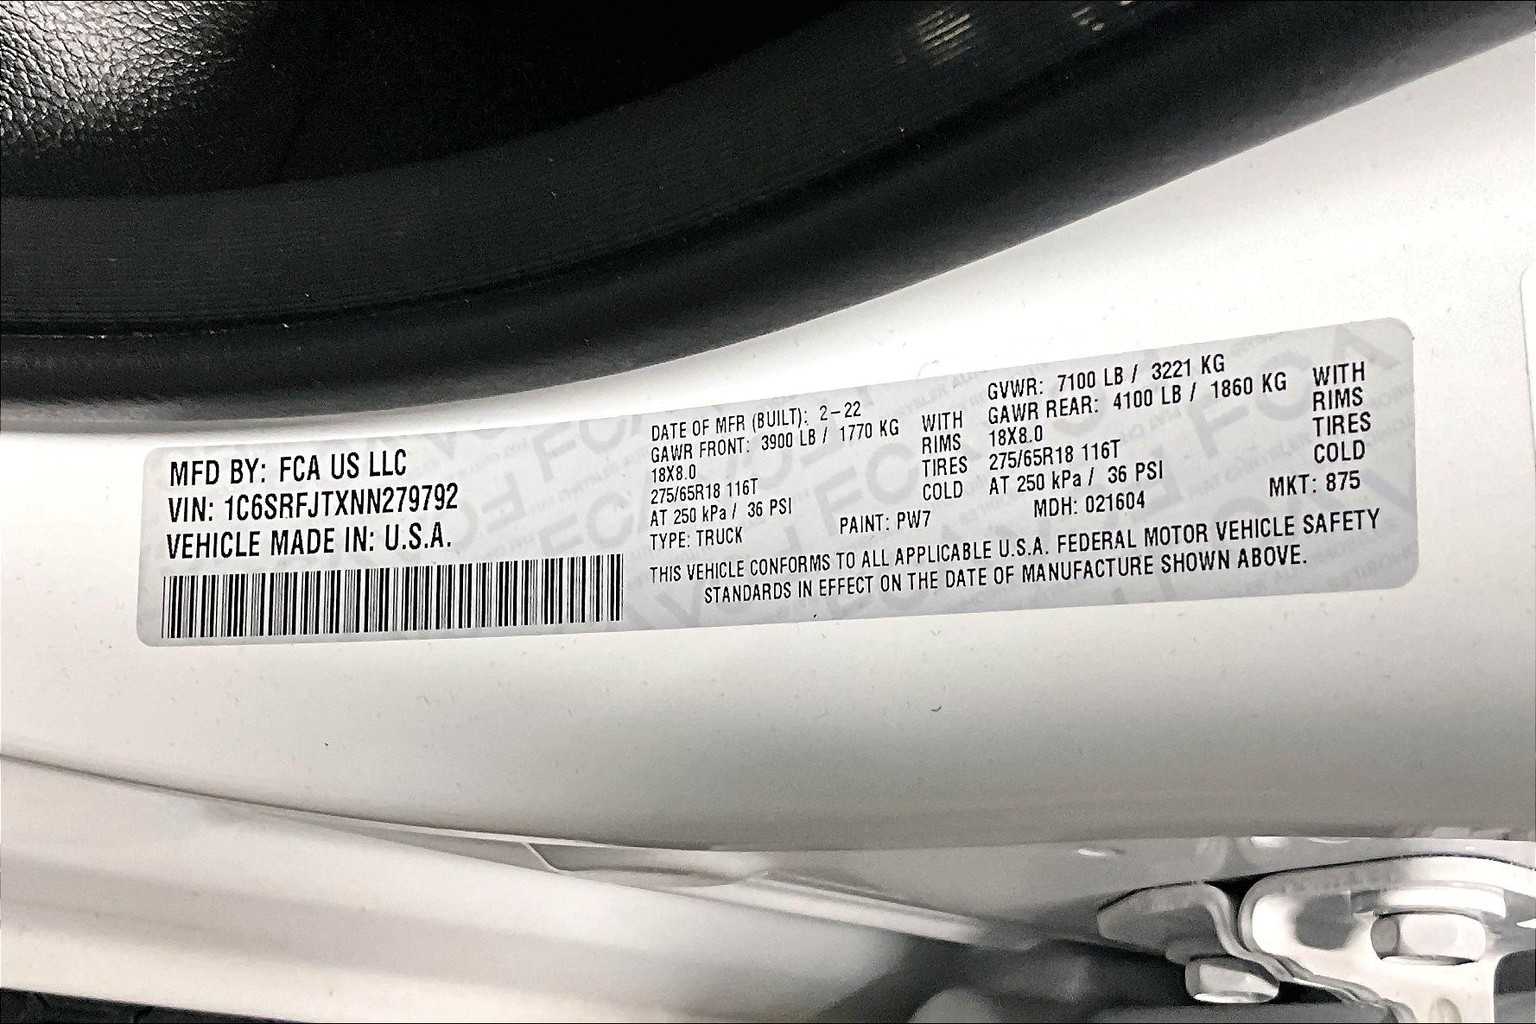 MFD BY: FCA US LLC
VIN: 1C6SRFJTXNN279792
VEHICLE MADE IN: U.S.A.
DATE OF MFR (BUILT): 2-22
GAWR FRONT: 3900 LB / 1770 KG WITH
18X8.0 RIMS
275/65R18 116T TIRES
AT 250 kPa / 36 PSI COLD
TYPE: TRUCK PAINT: PW7
GVWR: 7100 LB / 3221 KG
GAWR REAR: 4100 LB / 1860 KG WITH
18X8.0 RIMS
275/65R18 116T TIRES
AT 250 kPa / 36 PSI COLD
MDH: 021604 MKT: 875
THIS VEHICLE CONFORMS TO ALL APPLICABLE U.S.A. FEDERAL MOTOR VEHICLE SAFETY
STANDARDS IN EFFECT ON THE DATE OF MANUFACTURE SHOWN ABOVE.